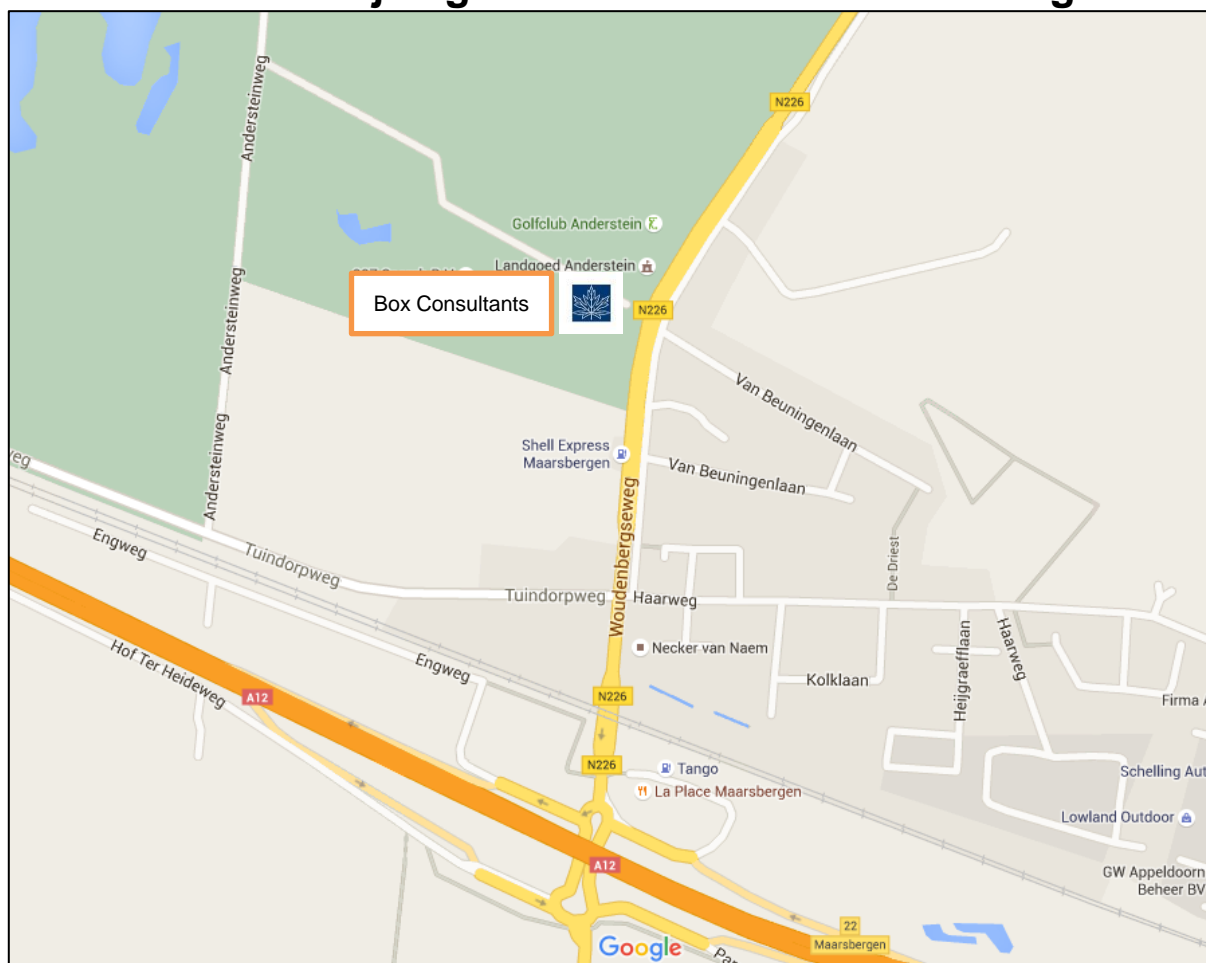 N226
Andersteinweg
Golfclub Anderstein
Landgoed Anderstein
Box Consultants
N226
Andersteinweg
Van Beuningenlaan
Andersteinweg
Shell Express
Maarsbergen
Van Beuningenlaan
Woudenbergseweg
Engweg
Tuindorpweg
De Driest
Tuindorpweg
Haarweg
Necker van Naem
Haarweg
Heijgraefflaan
Hof Ter Heideweg
Engweg
Kolklaan
A12
N226
Firma
N226
Tango
Schelling Aut
La Place Maarsbergen
Lowland Outdoor
A12
GW Appeldoorn
Beheer BV
22
Maarsbergen
Google